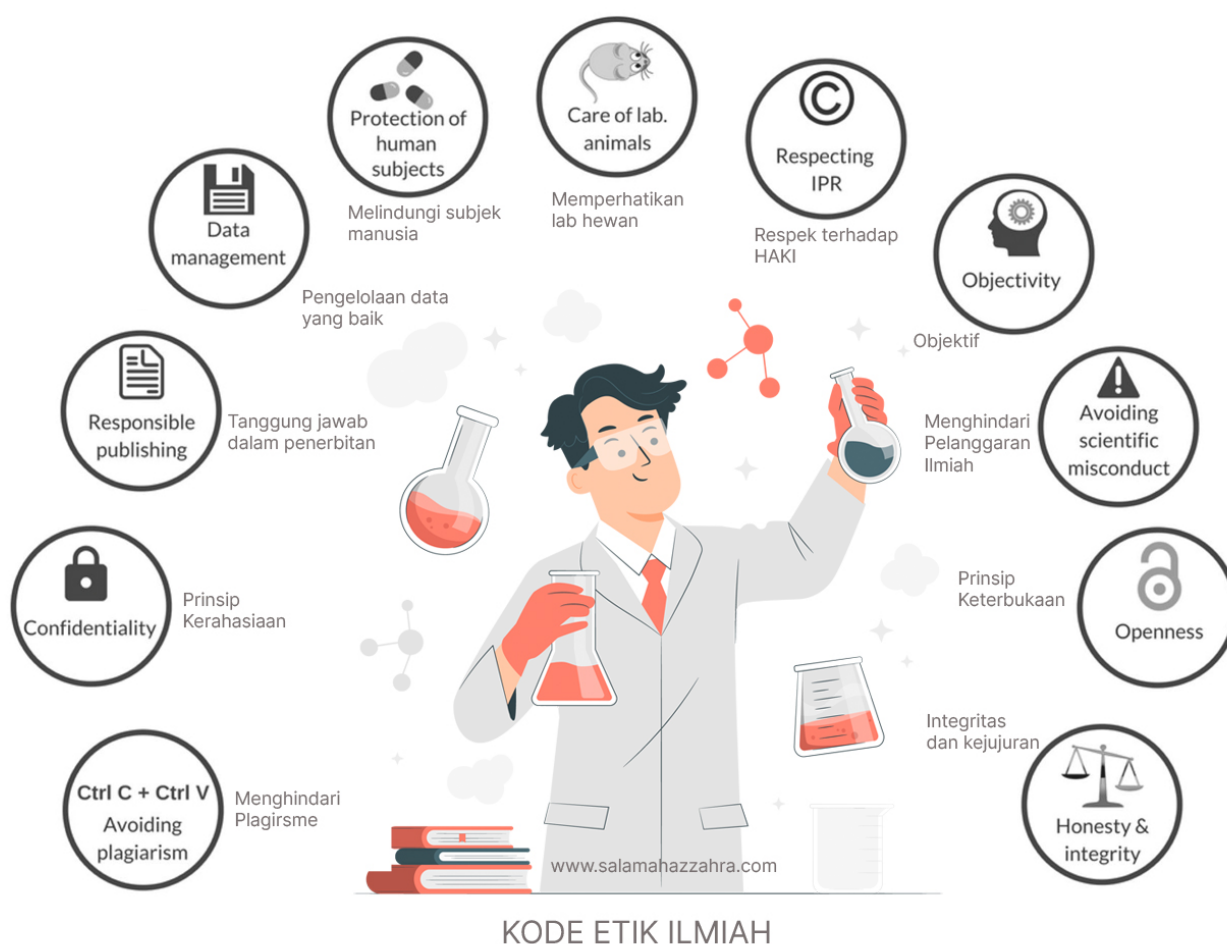 Protection of
human
subjects
Melindungi subjek
manusia
Care of lab.
animals
Memperhatikan
lab hewan
©
Respecting
IPR
Respek terhadap
HAKI
Data
management
Pengelolaan data
yang baik
Objectivity
Objektif
Responsible
publishing
Tanggung jawab
dalam penerbitan
Avoiding
scientific
misconduct
Menghindari
Pelanggaran
Ilmiah
Confidentiality
Prinsip
Kerahasiaan
Openness
Prinsip
Keterbukaan
Ctrl C + Ctrl V
Avoiding
plagiarism
Menghindari
Plagirsme
Honesty &
integrity
Integritas
dan kejujuran
www.salamahazzahra.com
KODE ETIK ILMIAH